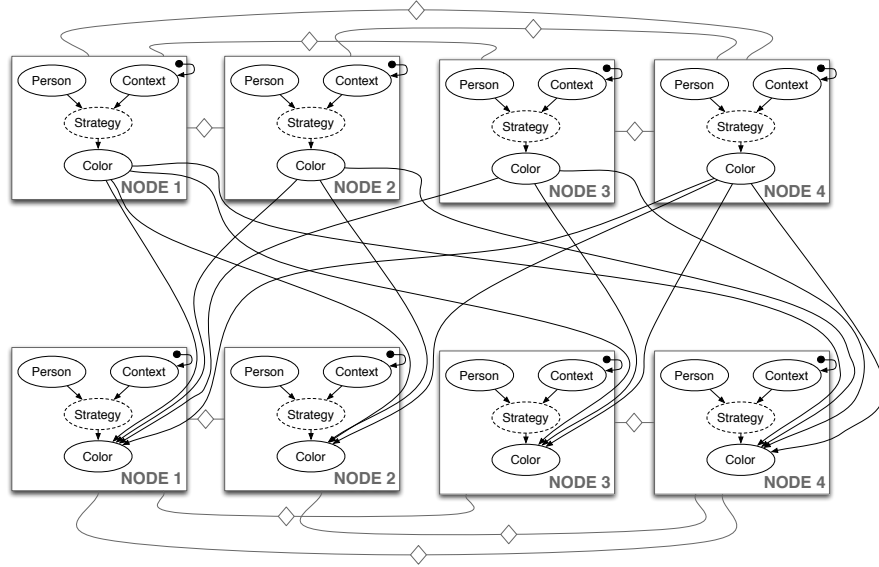 Person Context Person Context Person Context Person Context
Strategy Strategy Strategy Strategy
Color Color Color Color
NODE 1 NODE 2 NODE 3 NODE 4
Person Context Person Context Person Context Person Context
Strategy Strategy Strategy Strategy
Color Color Color Color
NODE 1 NODE 2 NODE 3 NODE 4